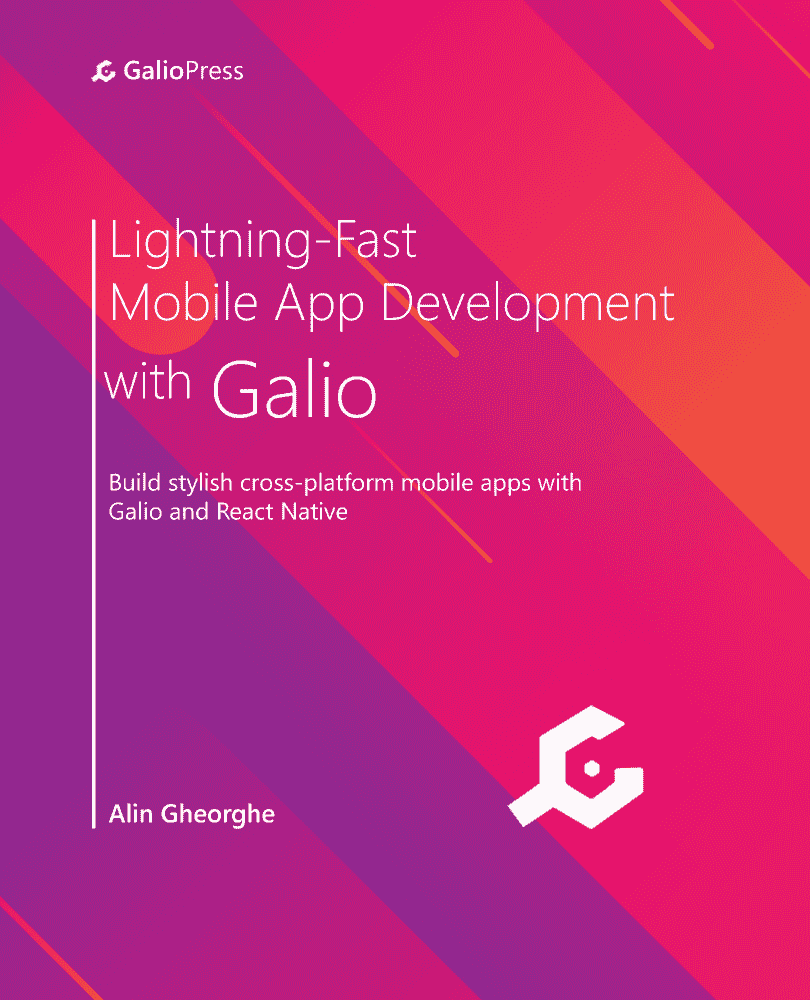 GalioPress
Lightning-Fast
Mobile App Development
with Galio
Build stylish cross-platform mobile apps with
Galio and React Native
Alin Gheorghe